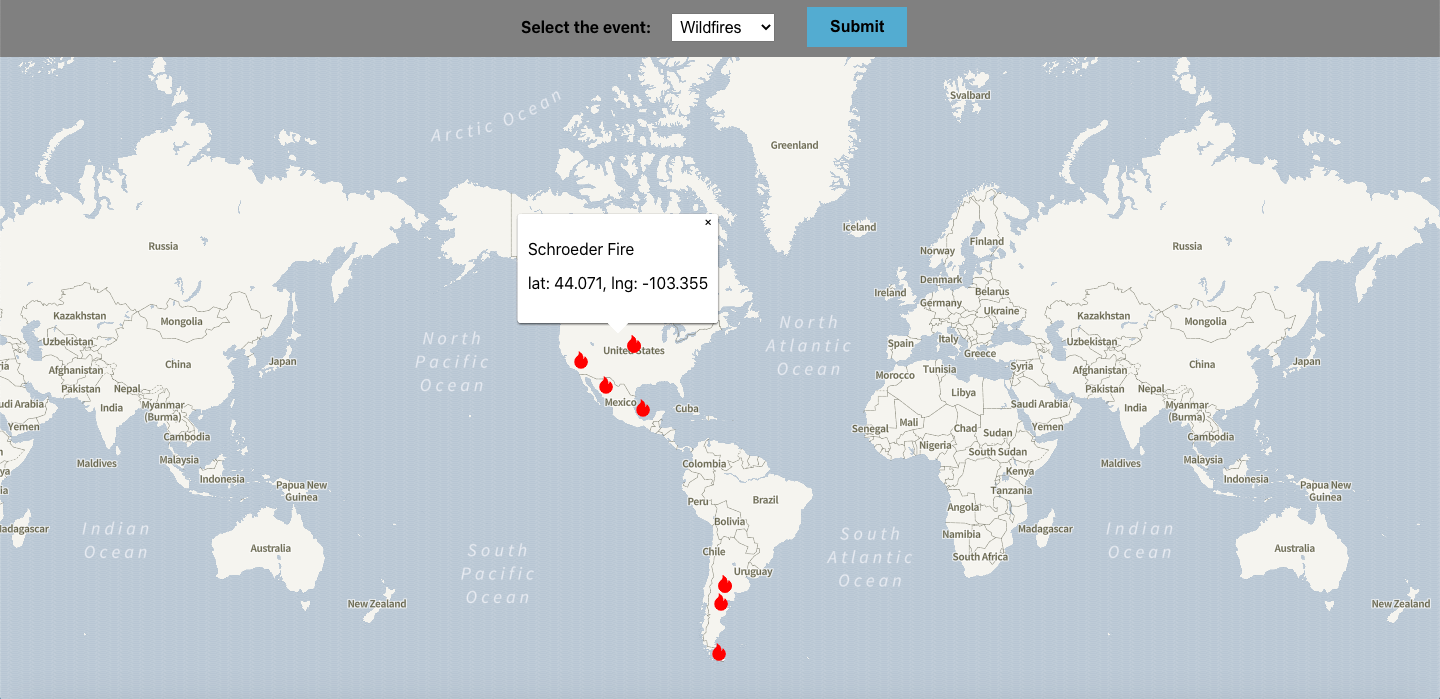 Select the event:
Wildfires
Submit
Arctic Ocean
Svalbard
Greenland
Iceland
Russia
Norway
Finland
Russia
Schroeder Fire
lat: 44.071, lng: -103.355
×
Denmark
Ireland
Belarus
Germany
Ukraine
Kazakhstan
Mongolia
Uzbekistan
China
Afghanistan
Japan
Pakistan
Nepal
India
Myanmar
(Burma)
Saudi Arabia
Yemen
Cambodia
Maldives
Malaysia
Indonesia
Papua New
Guinea
Madagascar
Indian
Ocean
Australia
New Zealand
North
Pacific
Ocean
United States
Mexico
Cuba
North
Atlantic
Ocean
Colombia
Peru
Brazil
Bolivia
Chile
Uruguay
South
Pacific
Ocean
South
Atlantic
Ocean
Spain
Italy
Greece
Morocco
Tunisia
Syria
Libya
Saudi Arabia
Senegal
Mali
Chad
Sudan
Yemen
Nigeria
South Sudan
Kenya
Tanzania
Angola
Namibia
Madagascar
South Africa
Kazakhstan
Mongolia
Uzbekistan
China
Afghanistan
Japan
Pakistan
Nepal
India
Myanmar
(Burma)
Cambodia
Maldives
Malaysia
Indonesia
Papua New
Guinea
Indian
Ocean
Australia
New Zealand